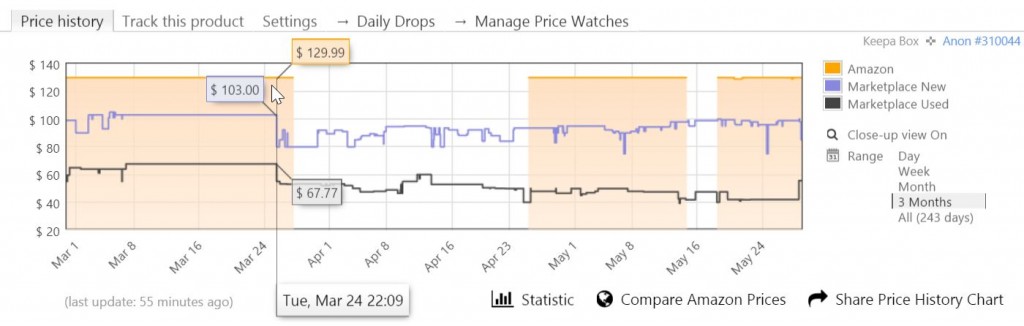 Price history Track this product Settings → Daily Drops → Manage Price Watches
Keepa Box Anon #310044
$ 140
$ 120
$ 100
$ 80
$ 60
$ 40
$ 20
$ 129.99
$ 103.00
$ 67.77
Amazon
Marketplace New
Marketplace Used
Close-up view On
31 Range Day
Week
Month
3 Months
All (243 days)
Mar 1 Mar 8 Mar 16 Mar 24 Apr 1 Apr 8 Apr 16 Apr 23 May 1 May 8 May 16 May 24
(last update: 55 minutes ago)
Tue, Mar 24 22:09
Statistic Compare Amazon Prices Share Price History Chart